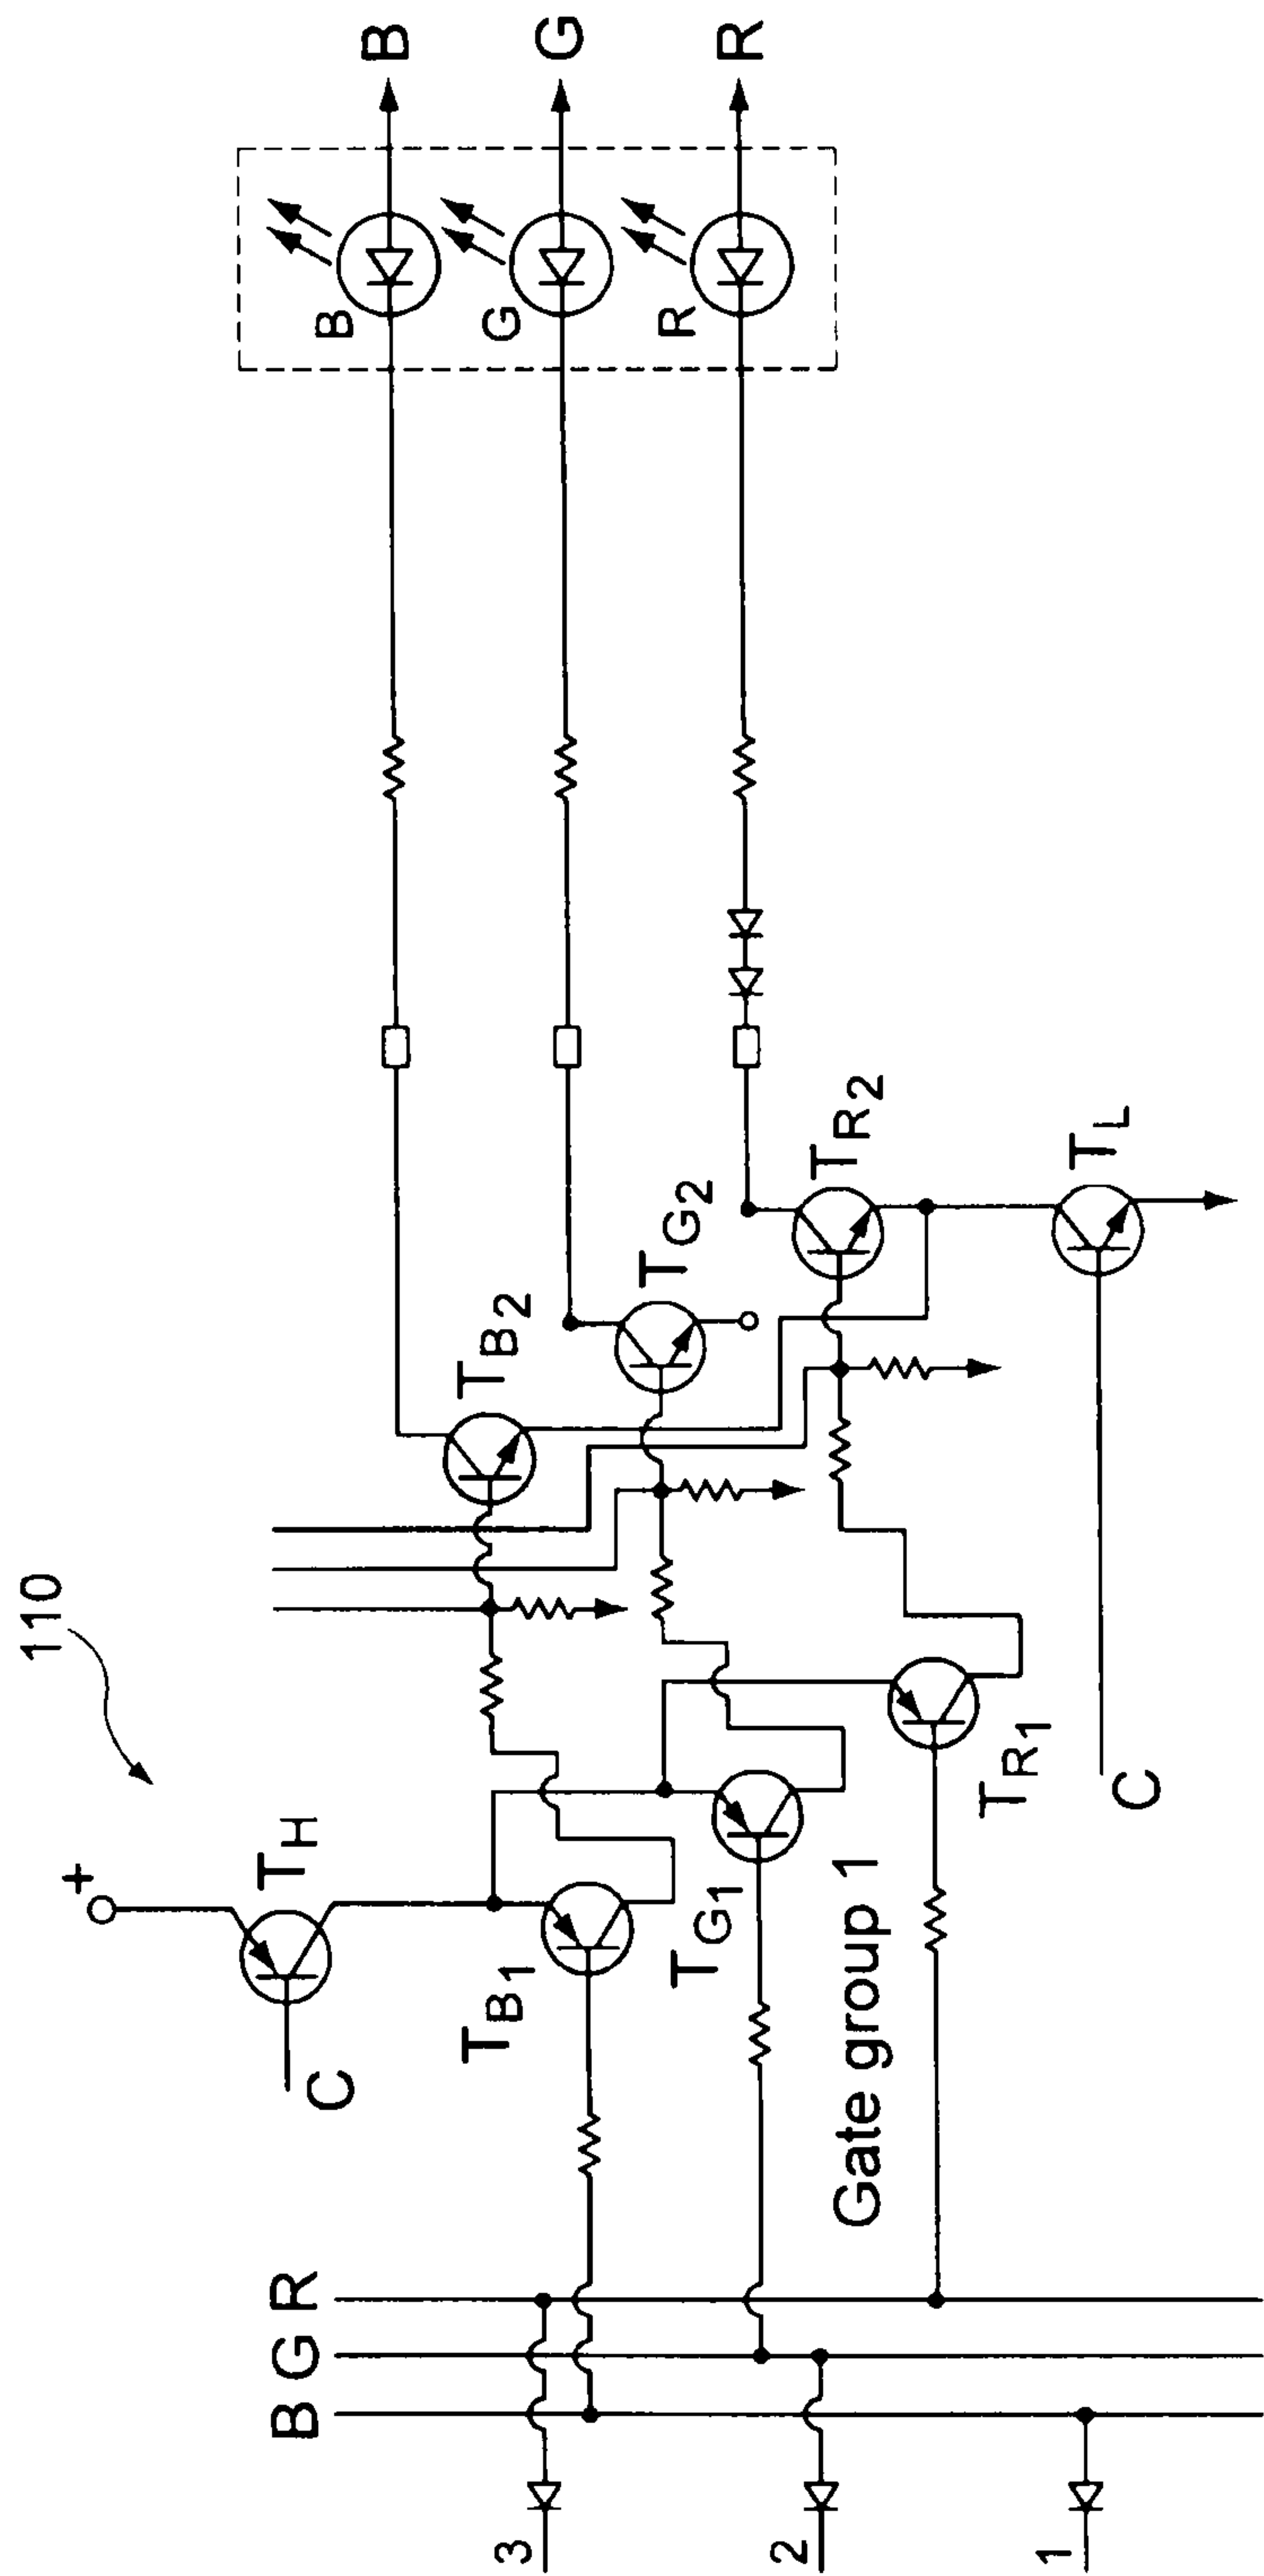 110
+
T_H
C
B
G
R
T_B1
T_G1
T_R1
Gate group 1
3
2
1
T_B2
T_G2
T_R2
T_L
C
B
G
R
B
G
R